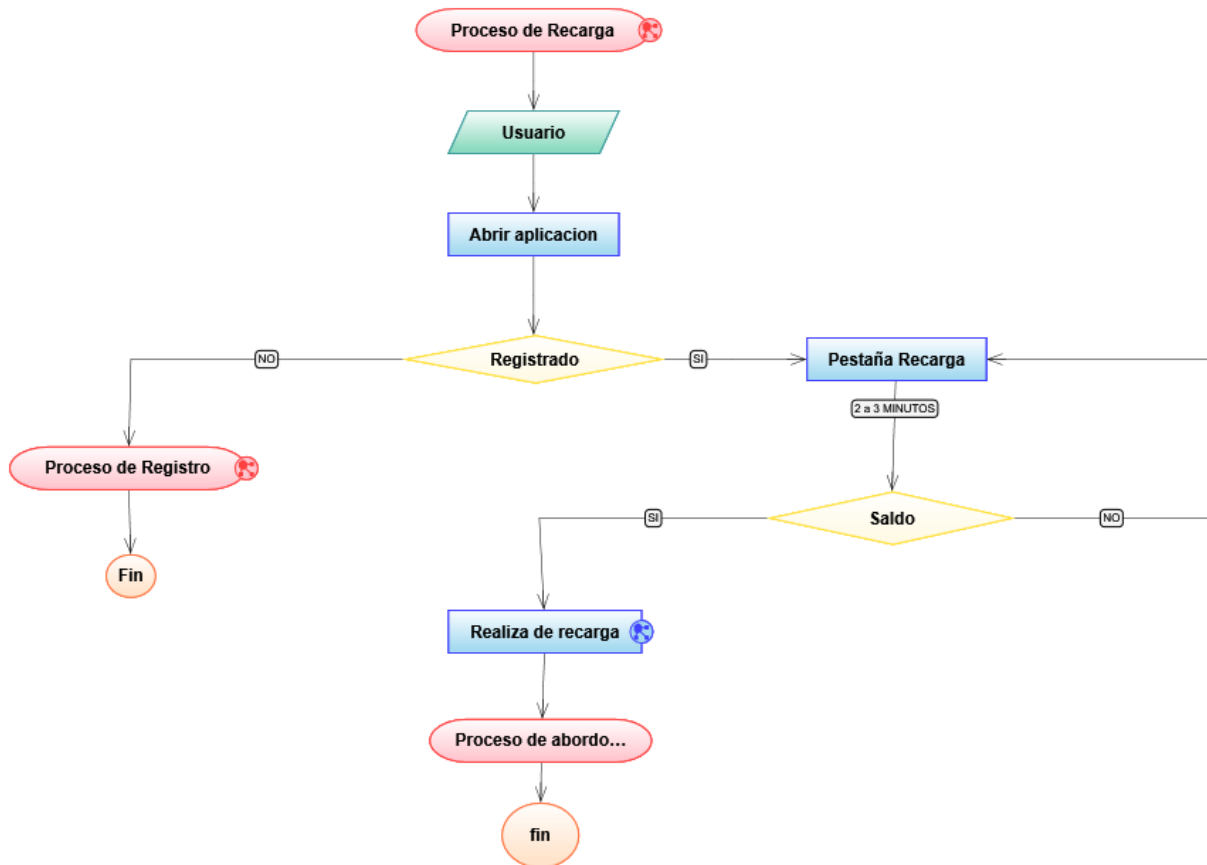 Proceso de Recarga
Usuario
Abrir aplicacion
Registrado
NO
SI
Pestaña Recarga
2 a 3 MINUTOS
Proceso de Registro
Saldo
SI
NO
Fin
Realiza de recarga
Proceso de abordo…
fin